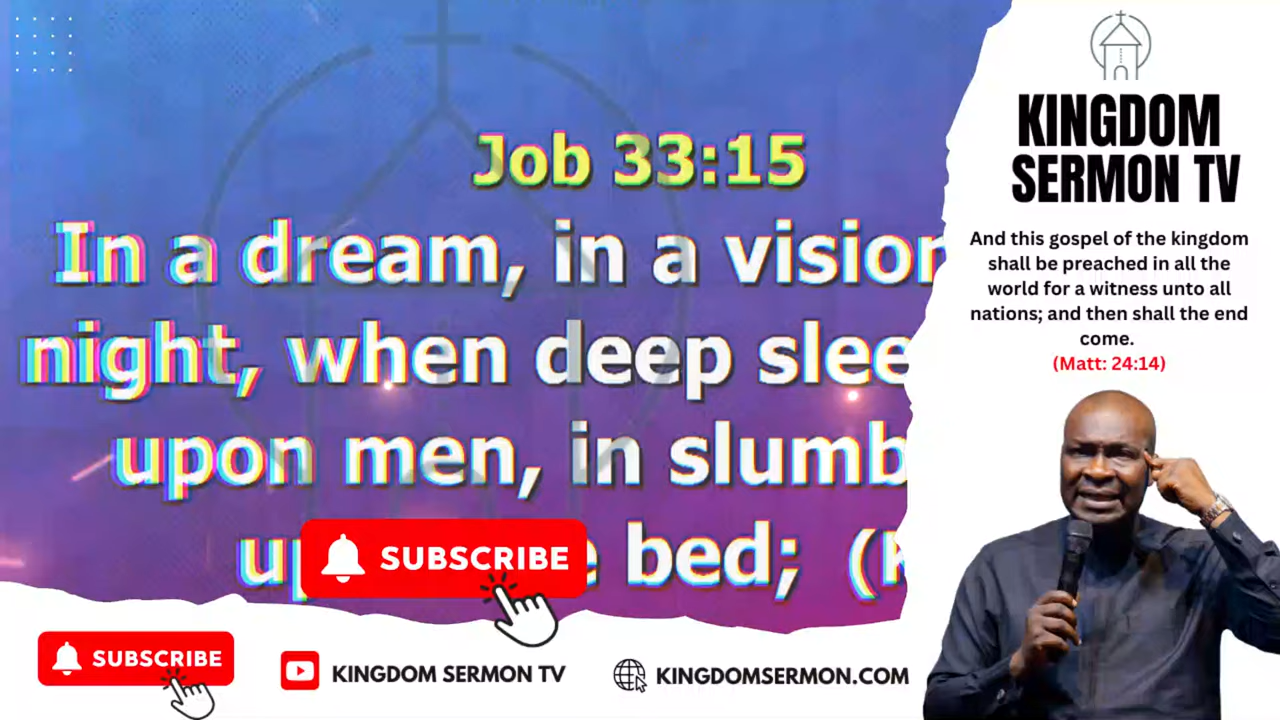 Job 33:15
In a dream, in a vision
night, when deep slee
upon men, in slumb
bed; (
SUBSCRIBE
SUBSCRIBE
KINGDOM SERMON TV
KINGDOMSERMON.COM
KINGDOM
SERMON TV
And this gospel of the kingdom
shall be preached in all the
world for a witness unto all
nations; and then shall the end
come.
(Matt: 24:14)